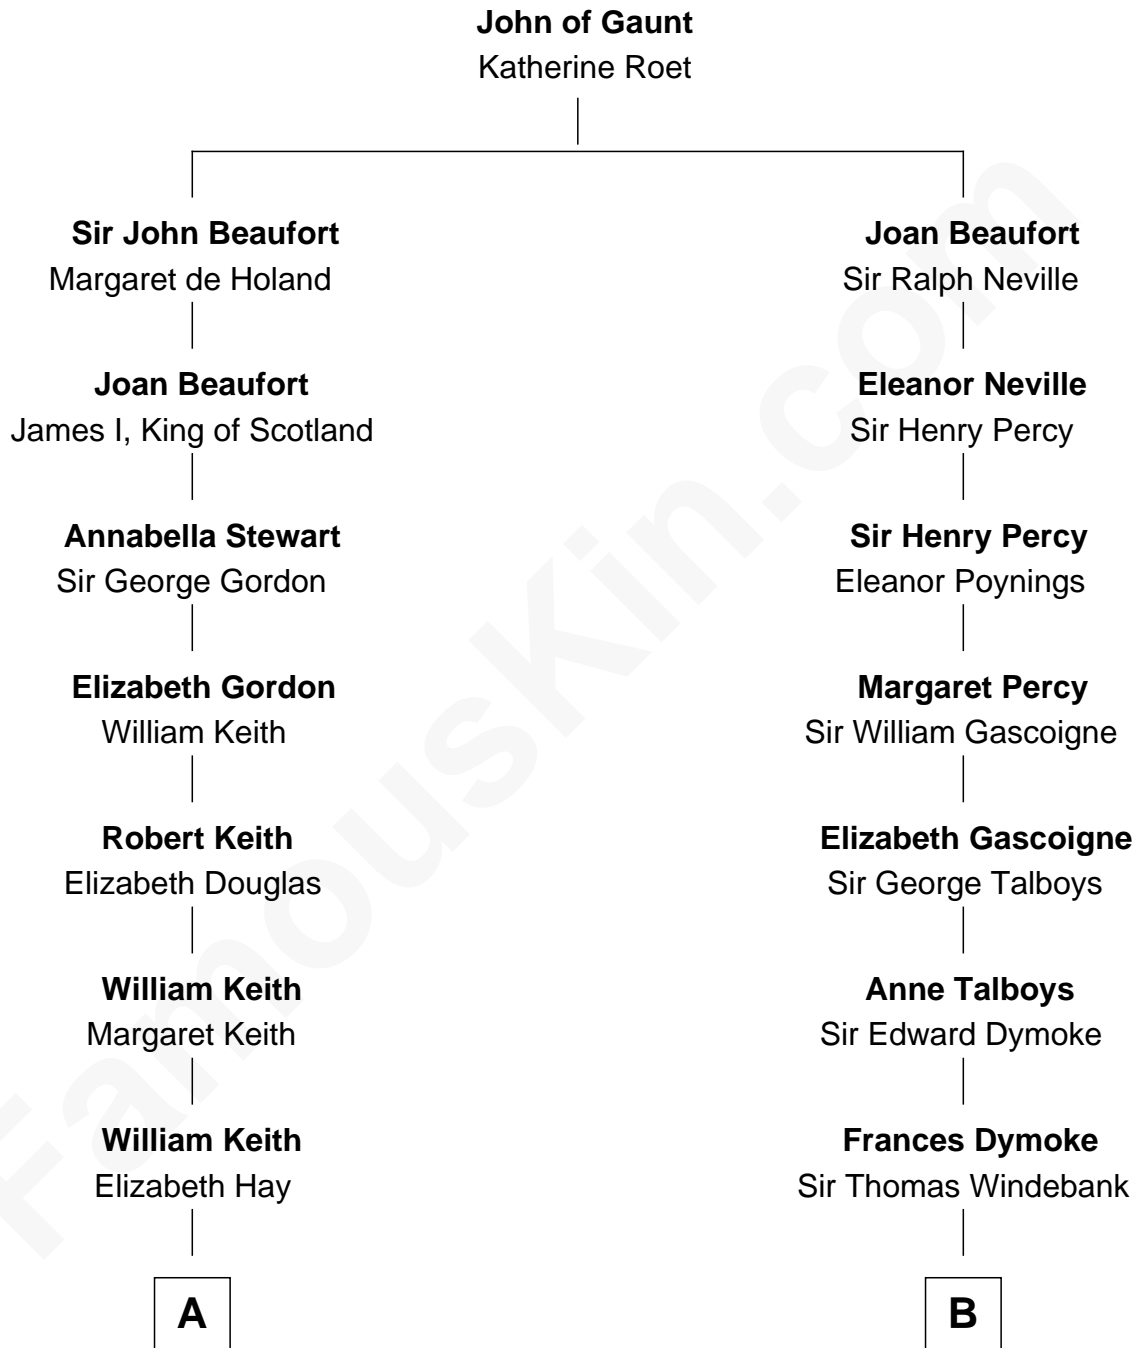 John of Gaunt
Katherine Roet
Sir John Beaufort
Margaret de Holand
Joan Beaufort
James I, King of Scotland
Annabella Stewart
Sir George Gordon
Elizabeth Gordon
William Keith
Robert Keith
Elizabeth Douglas
William Keith
Margaret Keith
William Keith
Elizabeth Hay
A
Joan Beaufort
Sir Ralph Neville
Eleanor Neville
Sir Henry Percy
Sir Henry Percy
Eleanor Poynings
Margaret Percy
Sir William Gascoigne
Elizabeth Gascoigne
Sir George Talboys
Anne Talboys
Sir Edward Dymoke
Frances Dymoke
Sir Thomas Windebank
B
FamousKin.com